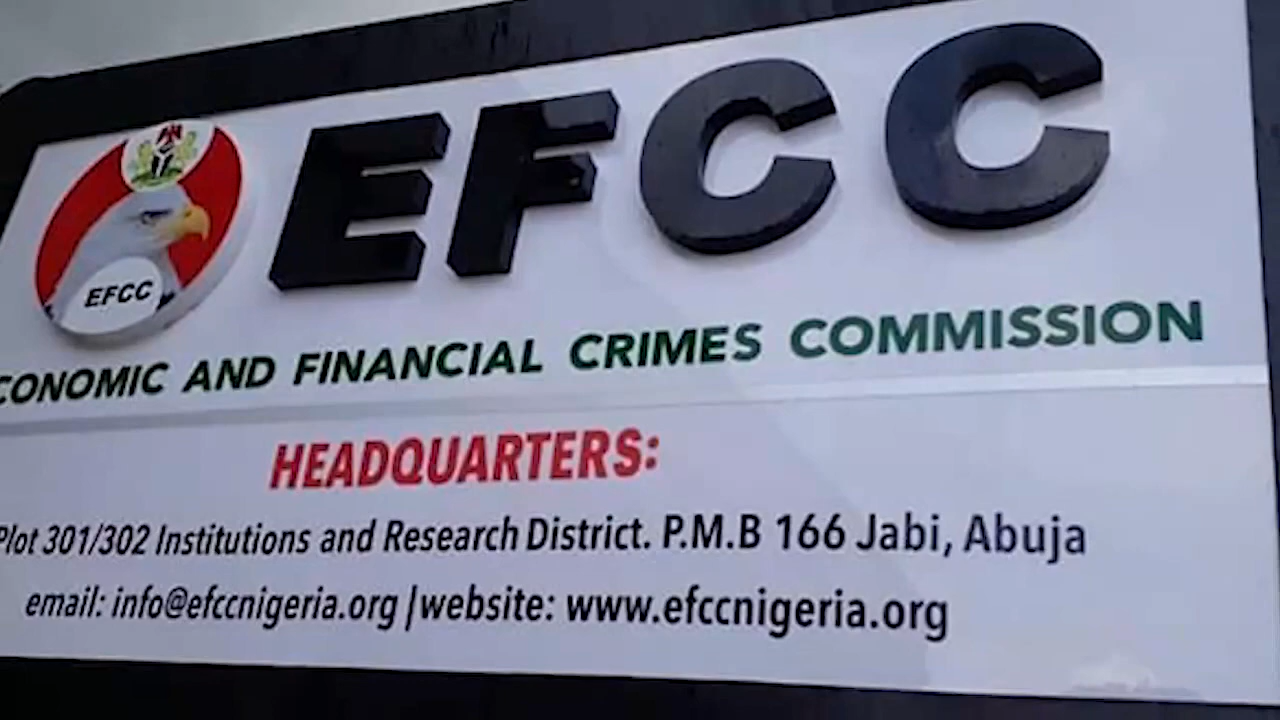 EFCC
EFCC
CONOMIC AND FINANCIAL CRIMES COMMISSION
HEADQUARTERS:
Plot 301/302 Institutions and Research District. P.M.B 166 Jabi, Abuja
email: info@efccnigeria.org | website: www.efccnigeria.org